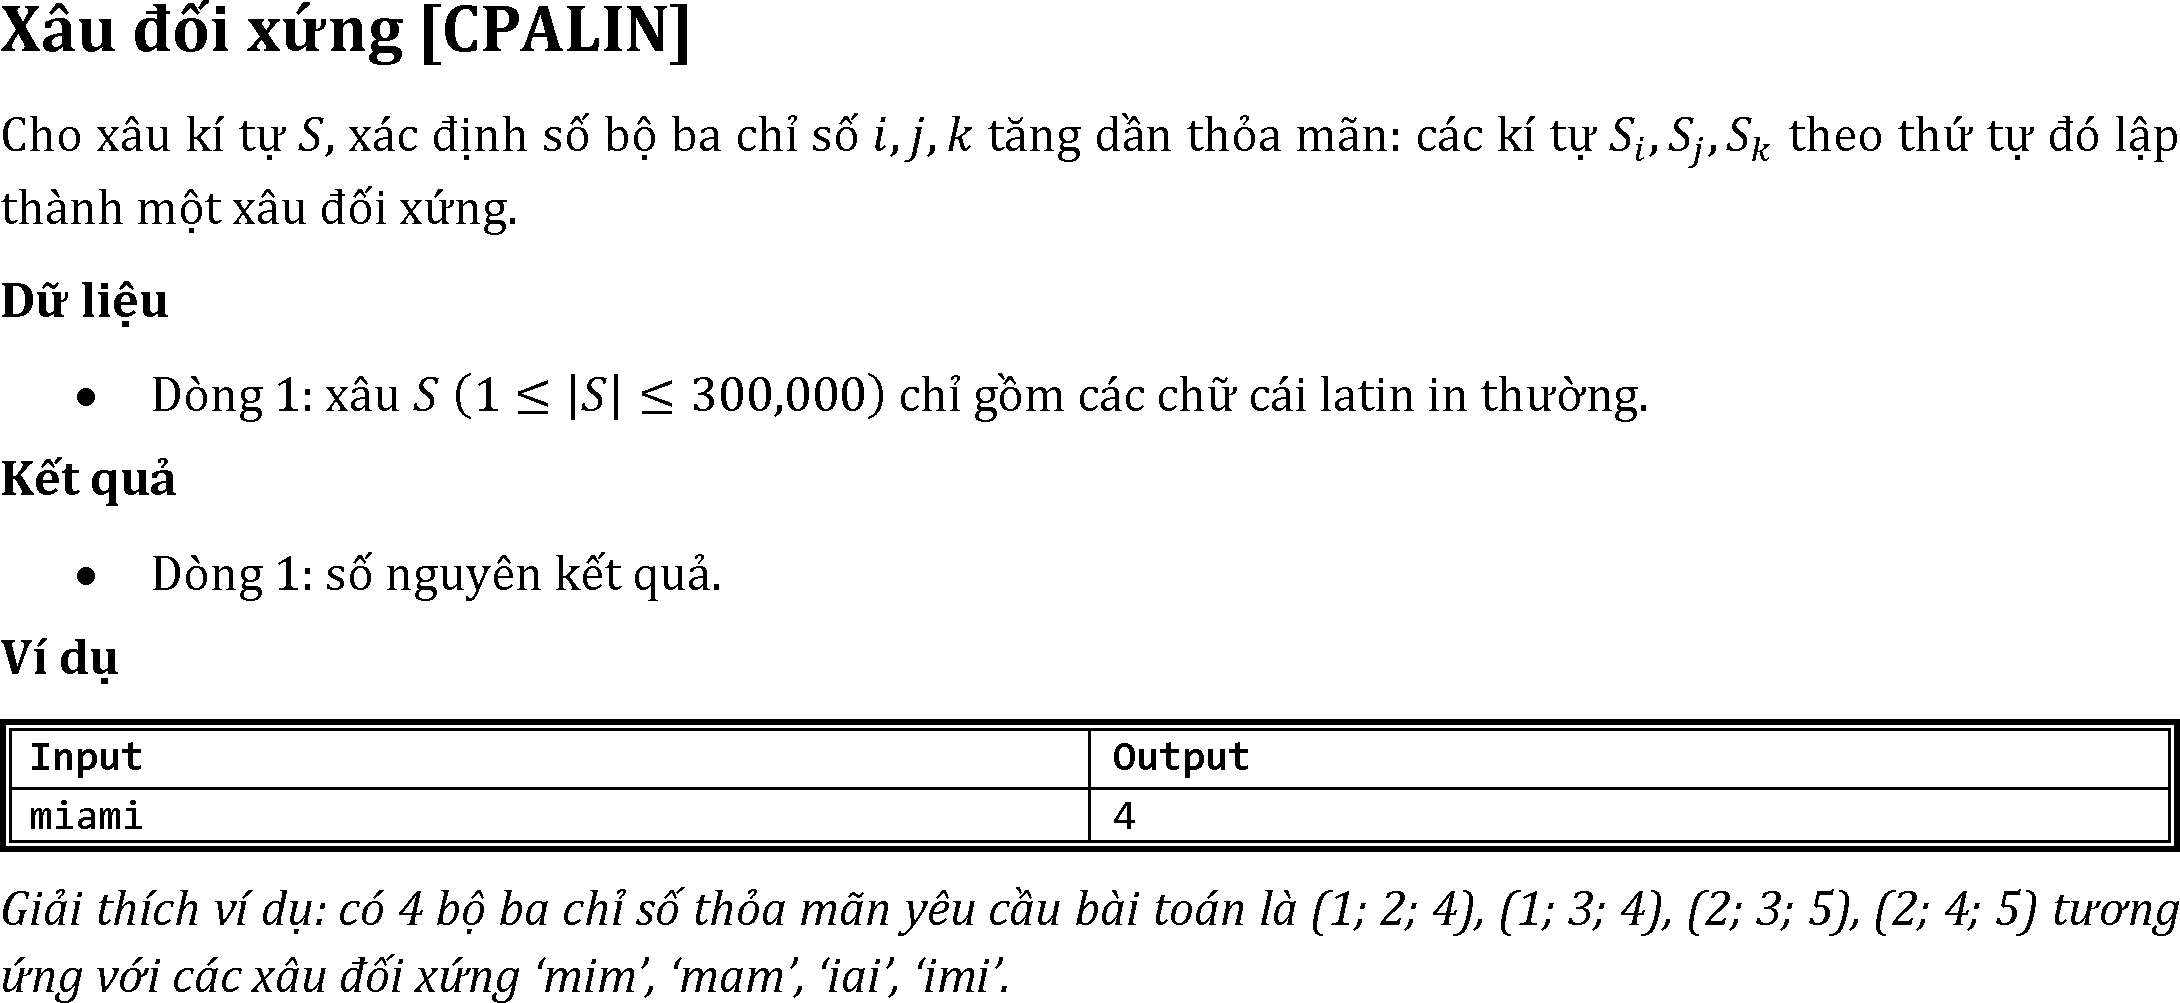 Xâu đối xứng [CPALIN]
Cho xâu kí tự S, xác định số bộ ba chỉ số i, j, k tăng dần thỏa mãn: các kí tự Sᵢ, Sⱼ, Sₖ theo thứ tự đó lập
thành một xâu đối xứng.
Dữ liệu
• Dòng 1: xâu S (1 ≤ |S| ≤ 300,000) chỉ gồm các chữ cái latin in thường.
Kết quả
• Dòng 1: số nguyên kết quả.
Ví dụ
Input Output
miami 4
Giải thích ví dụ: có 4 bộ ba chỉ số thỏa mãn yêu cầu bài toán là (1; 2; 4), (1; 3; 4), (2; 3; 5), (2; 4; 5) tương
ứng với các xâu đối xứng ‘mim’, ‘mam’, ‘iai’, ‘imi’.